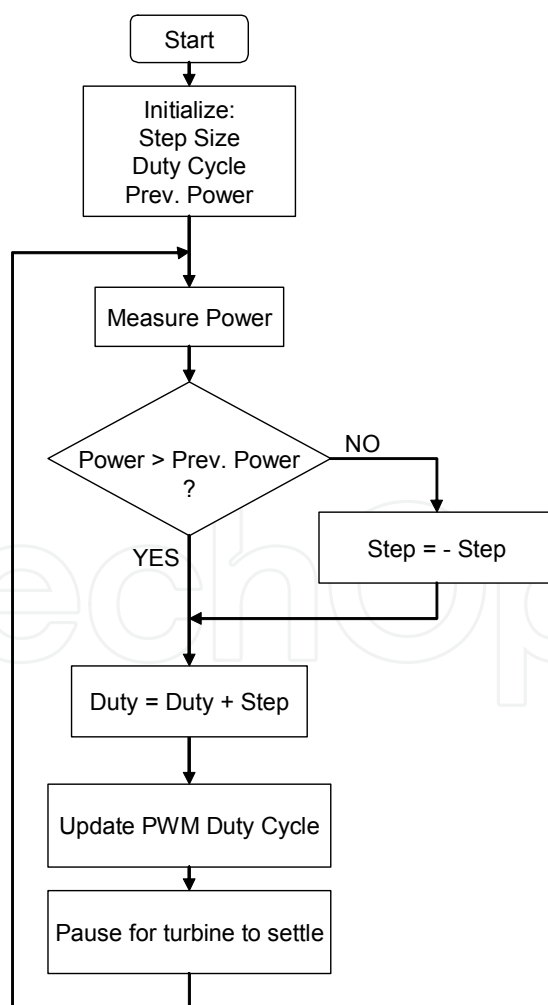 Start
Initialize:
Step Size
Duty Cycle
Prev. Power
Measure Power
Power > Prev. Power
?
NO
YES
Step = - Step
Duty = Duty + Step
Update PWM Duty Cycle
Pause for turbine to settle